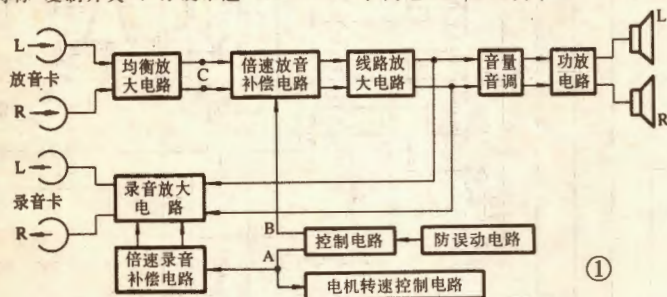 L
放音卡
R
均衡放
大电路
C
倍速放音
补偿电路
线路放
大电路
音量
音调
功放
电路
L
R
L
录音卡
R
录音放大
电 路
倍速录音
补偿电路
B
A
控制电路
防误动电路
电机转速控制电路
①